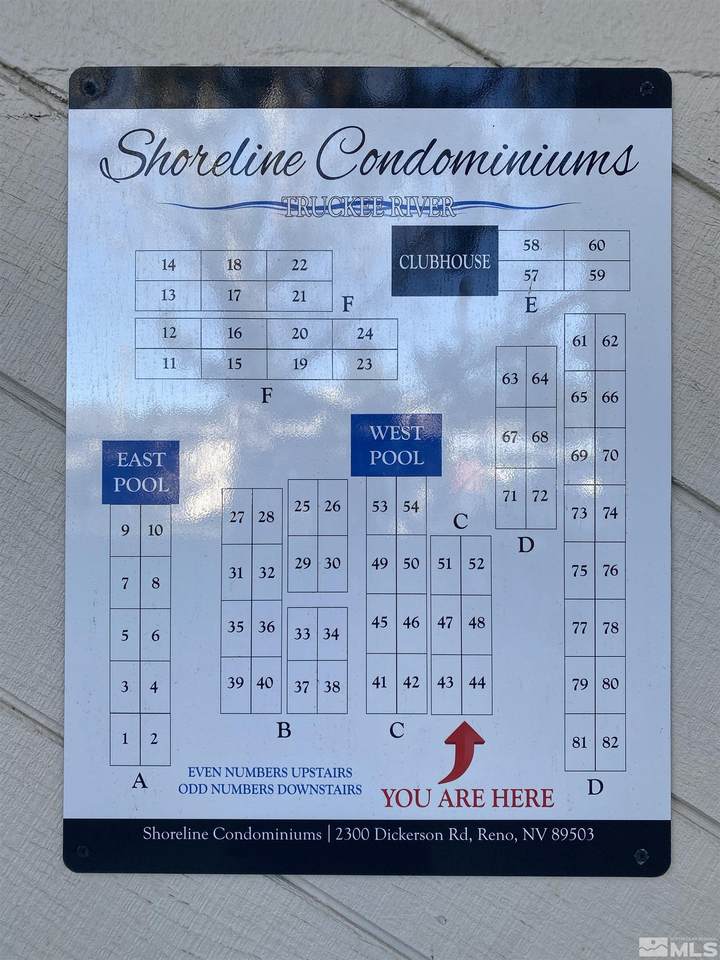 Shoreline Condominiums
TRUCKEE RIVER
14 18 22
13 17 21
F
12 16 20 24
11 15 19 23
F
CLUBHOUSE
58 60
57 59
E
61 62
65 66
69 70
73 74
75 76
77 78
79 80
81 82
D
63 64
67 68
71 72
D
EAST
POOL
9 10
7 8
5 6
3 4
1 2
A
27 28
31 32
35 36
39 40
25 26
29 30
33 34
37 38
B
WEST
POOL
53 54
49 50
45 46
41 42
C
C
51 52
47 48
43 44
EVEN NUMBERS UPSTAIRS
ODD NUMBERS DOWNSTAIRS
YOU ARE HERE
Shoreline Condominiums | 2300 Dickerson Rd, Reno, NV 89503
MLS